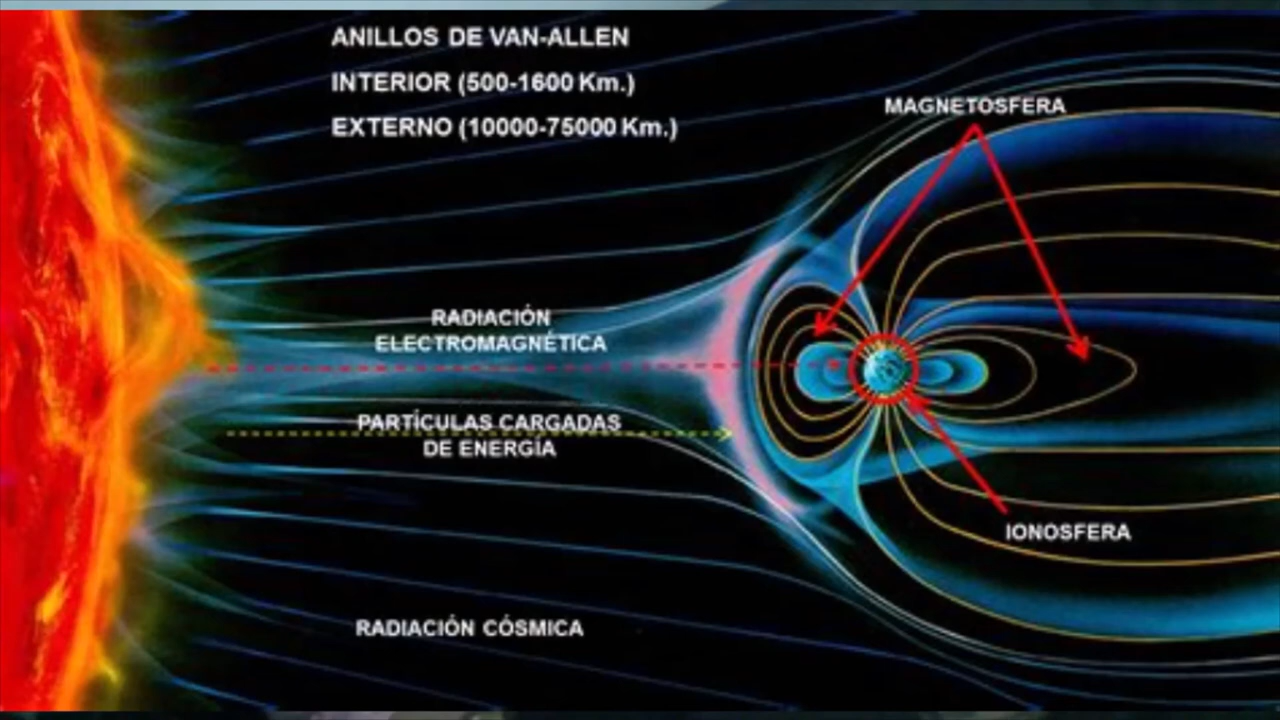 ANILLOS DE VAN-ALLEN
INTERIOR (500-1600 Km.)
EXTERNO (10000-75000 Km.)
MAGNETOSFERA
RADIACIÓN
ELECTROMAGNÉTICA
PARTÍCULAS CARGADAS
DE ENERGÍA
IONOSFERA
RADIACIÓN CÓSMICA